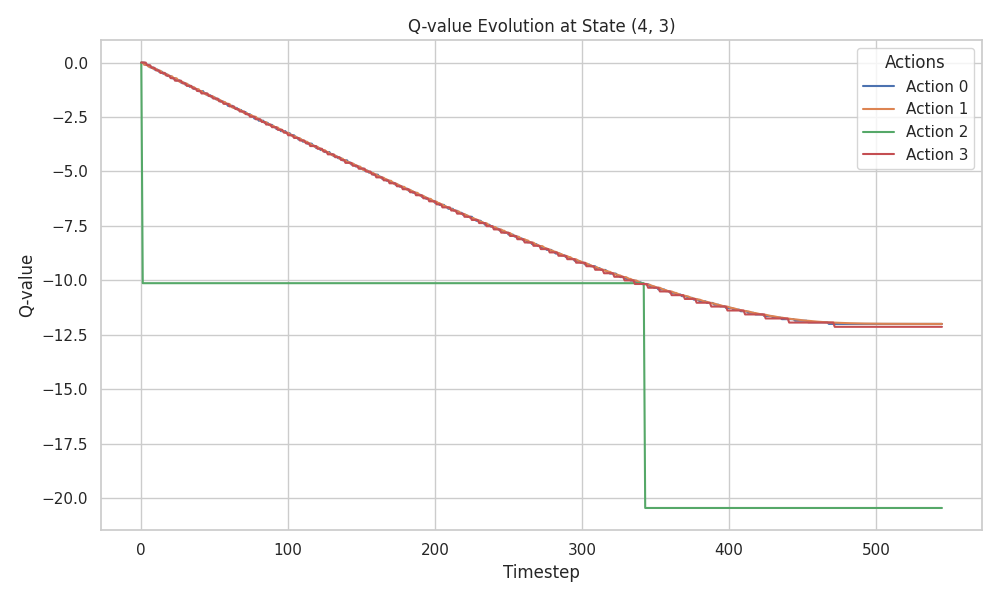 Q-value Evolution at State (4, 3)
Actions
Action 0
Action 1
Action 2
Action 3
Q-value
0.0
−2.5
−5.0
−7.5
−10.0
−12.5
−15.0
−17.5
−20.0
0 100 200 300 400 500
Timestep